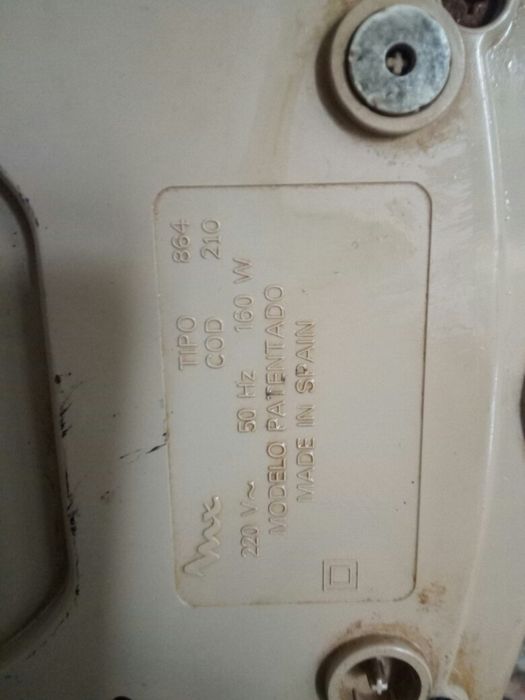 TIPO 864
COD 210
220 V~ 50 Hz 160 W
MODELO PATENTADO
MADE IN SPAIN